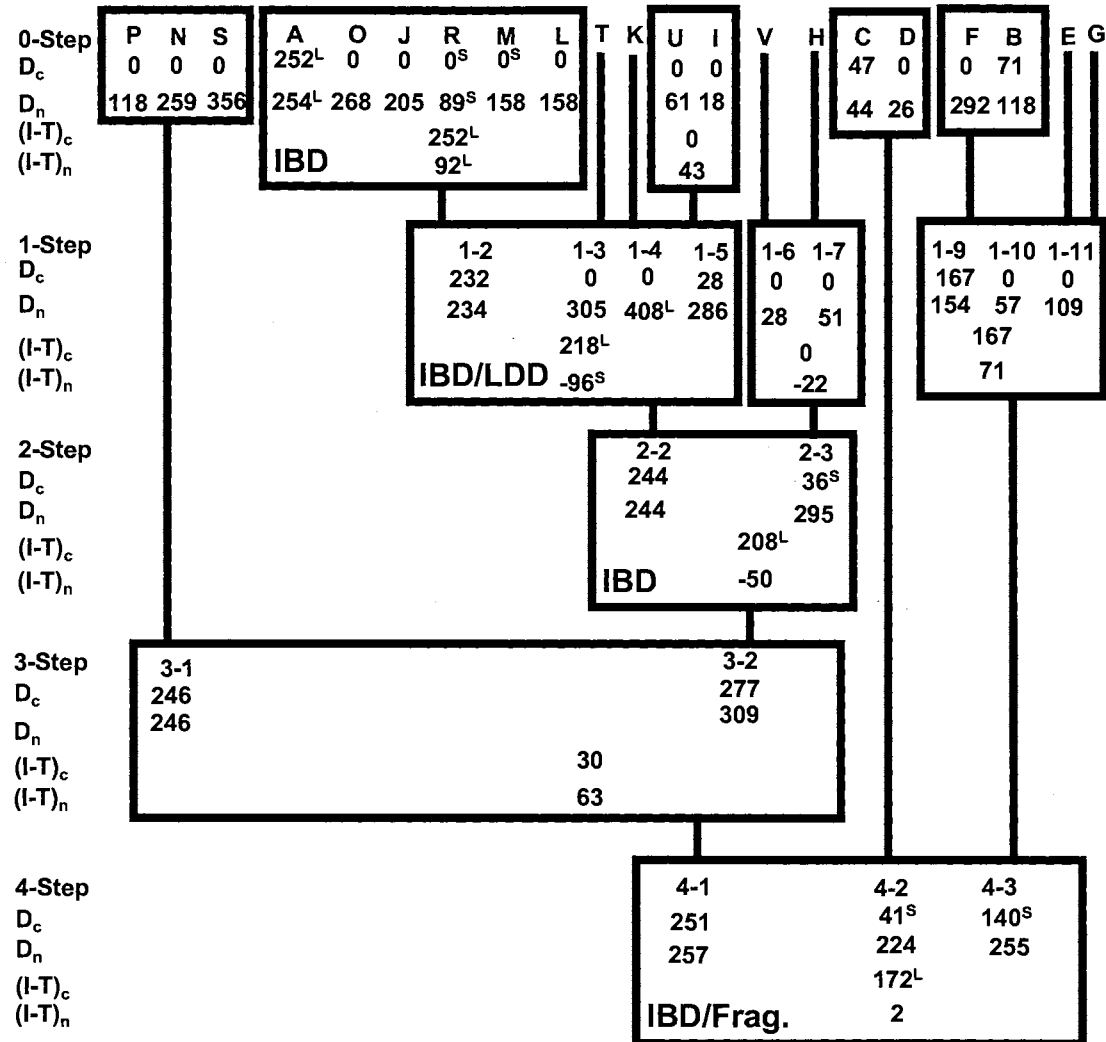 0-Step P N S A O J R M L T K U I V H C D F B E G
Dc 0 0 0 252L 0 0 0S 0S 0 0 0 47 0 0 71
Dn 118 259 356 254L 268 205 89S 158 158 61 18 44 26 292 118
(I-T)c 252L 0
(I-T)n IBD 92L 43
1-Step 1-2 1-3 1-4 1-5 1-6 1-7 1-9 1-10 1-11
Dc 232 0 0 28 0 0 167 0 0
Dn 234 305 408L 286 28 51 154 57 109
(I-T)c 218L 0 167
(I-T)n IBD/LDD -96S -22 71
2-Step 2-2 2-3
Dc 244 36S
Dn 244 295
(I-T)c 208L
(I-T)n IBD -50
3-Step 3-1 3-2
Dc 246 277
Dn 246 309
(I-T)c 30
(I-T)n 63
4-Step 4-1 4-2 4-3
Dc 251 41S 140S
Dn 257 224 255
(I-T)c 172L
(I-T)n IBD/Frag. 2